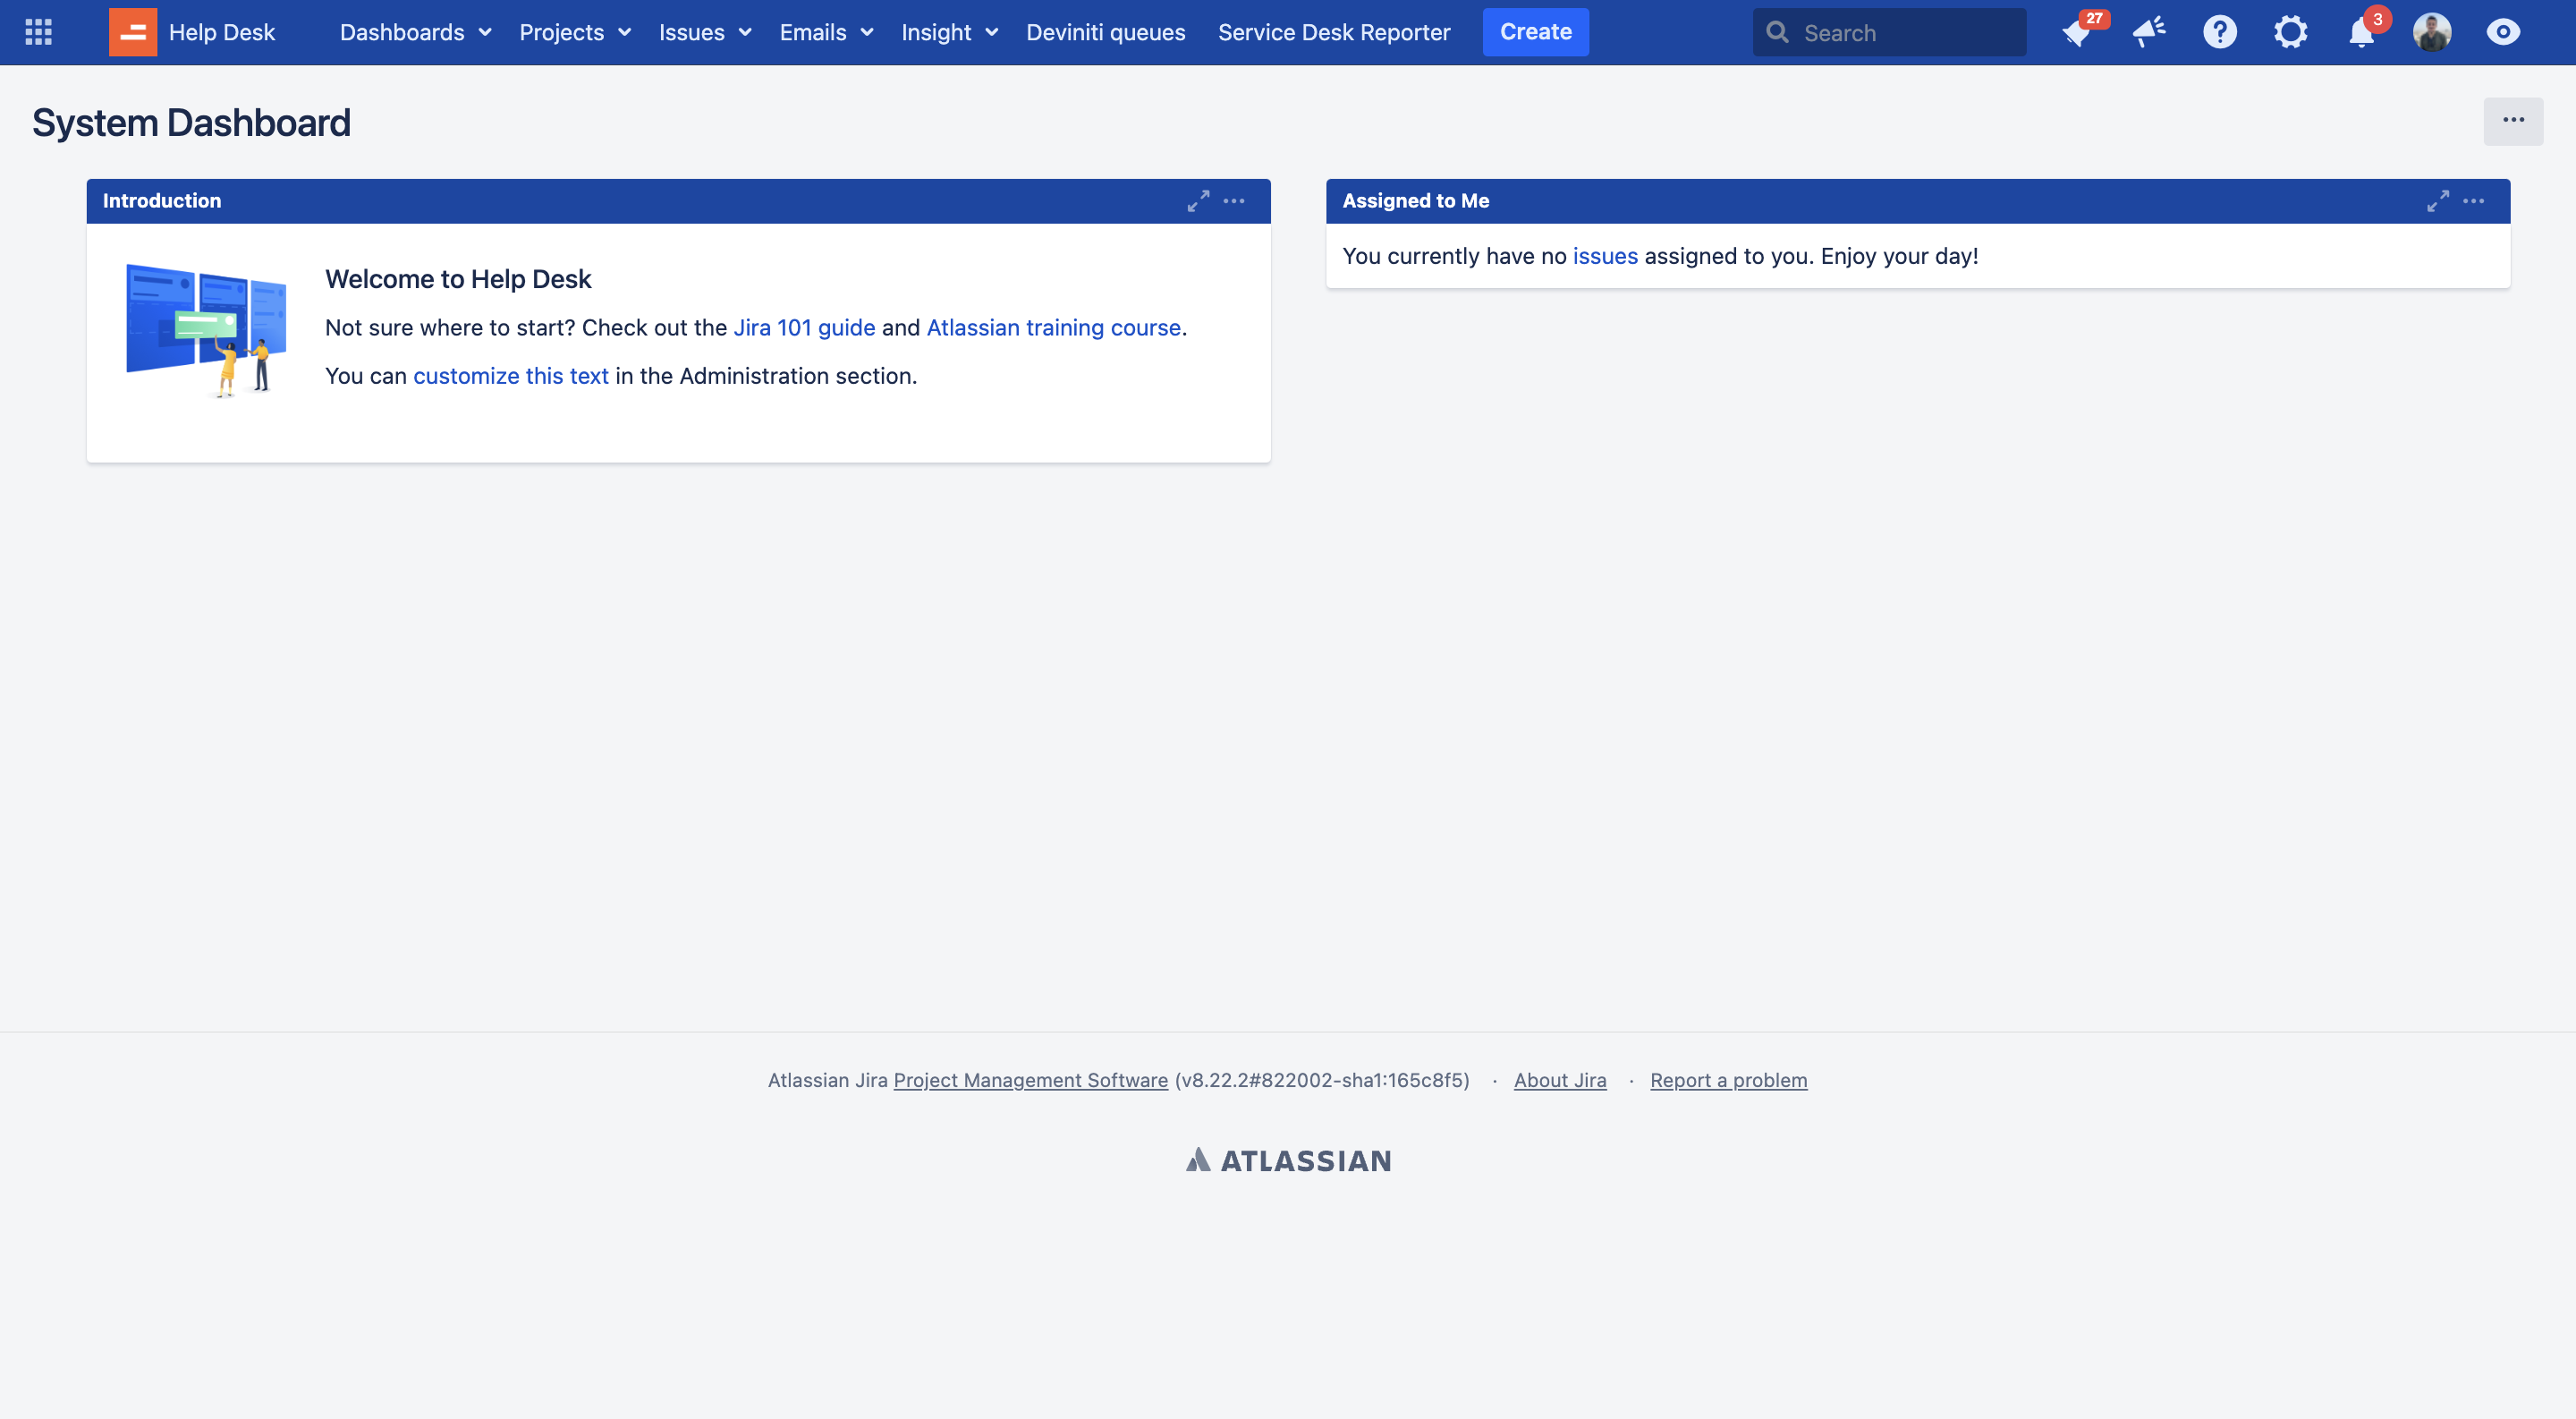 Help Desk Dashboards Projects Issues Emails Insight Deviniti queues Service Desk Reporter Create Search 27 3
System Dashboard
Introduction
Welcome to Help Desk
Not sure where to start? Check out the Jira 101 guide and Atlassian training course.
You can customize this text in the Administration section.
Assigned to Me
You currently have no issues assigned to you. Enjoy your day!
Atlassian Jira Project Management Software (v8.22.2#822002-sha1:165c8f5) · About Jira · Report a problem
ATLASSIAN